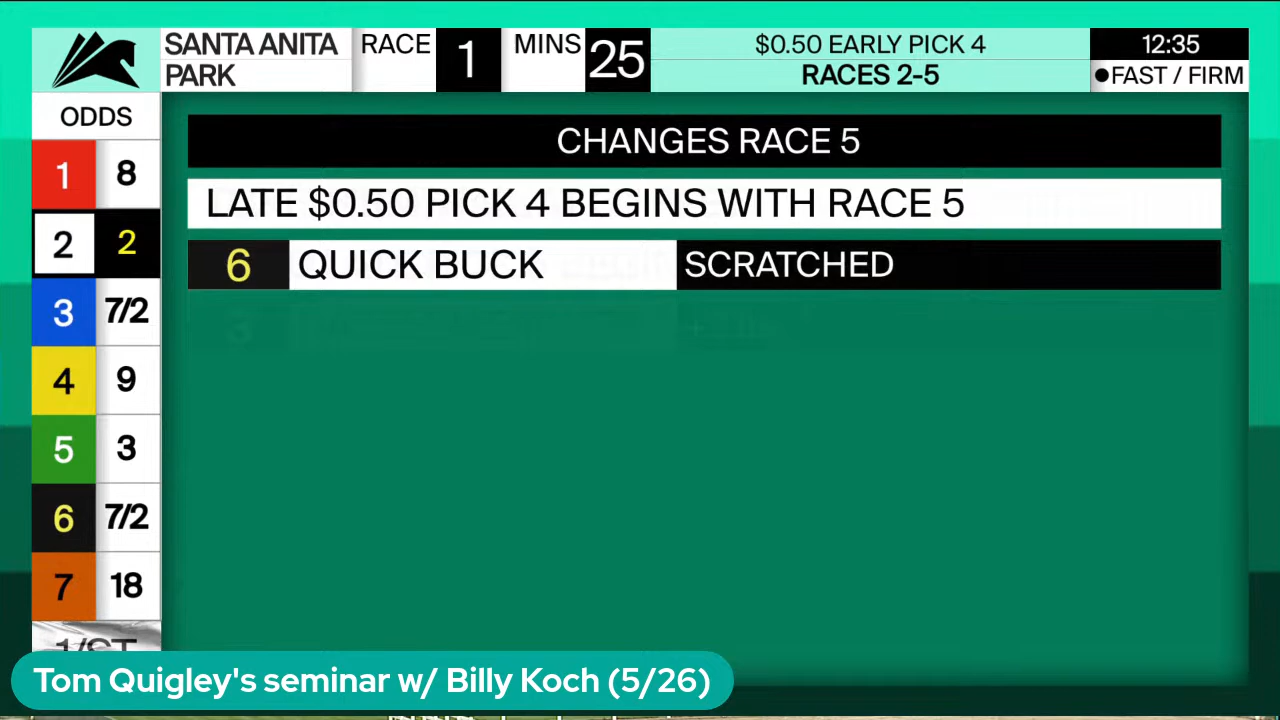 SANTA ANITA PARK
RACE 1
MINS 25
$0.50 EARLY PICK 4
RACES 2-5
12:35
FAST / FIRM
ODDS
1 8
2 2
3 7/2
4 9
5 3
6 7/2
7 18
1/ST
CHANGES RACE 5
LATE $0.50 PICK 4 BEGINS WITH RACE 5
6 QUICK BUCK SCRATCHED
Tom Quigley's seminar w/ Billy Koch (5/26)